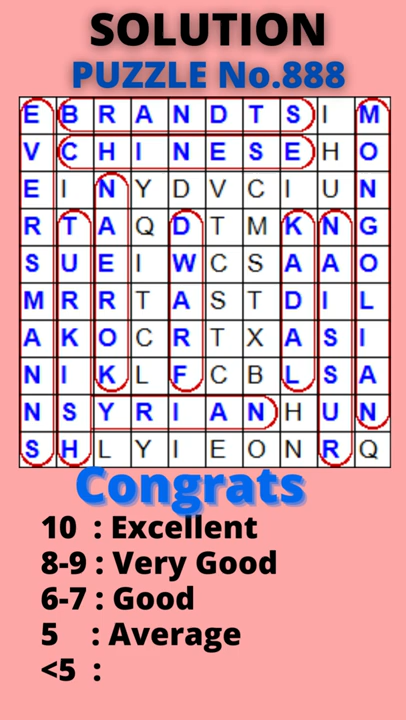 SOLUTION
PUZZLE No.888
E B R A N D T S I M
V C H I N E S E H O
E I N Y D V C I U N
R T A Q D T M K N G
S U E I W C S A A O
M R R T A S T D I L
A K O C R T X A S I
N I K L F C B L S A
N S Y R I A N H U N
S H L Y I E O N R Q
Congrats
10 : Excellent
8-9 : Very Good
6-7 : Good
5 : Average
<5 :